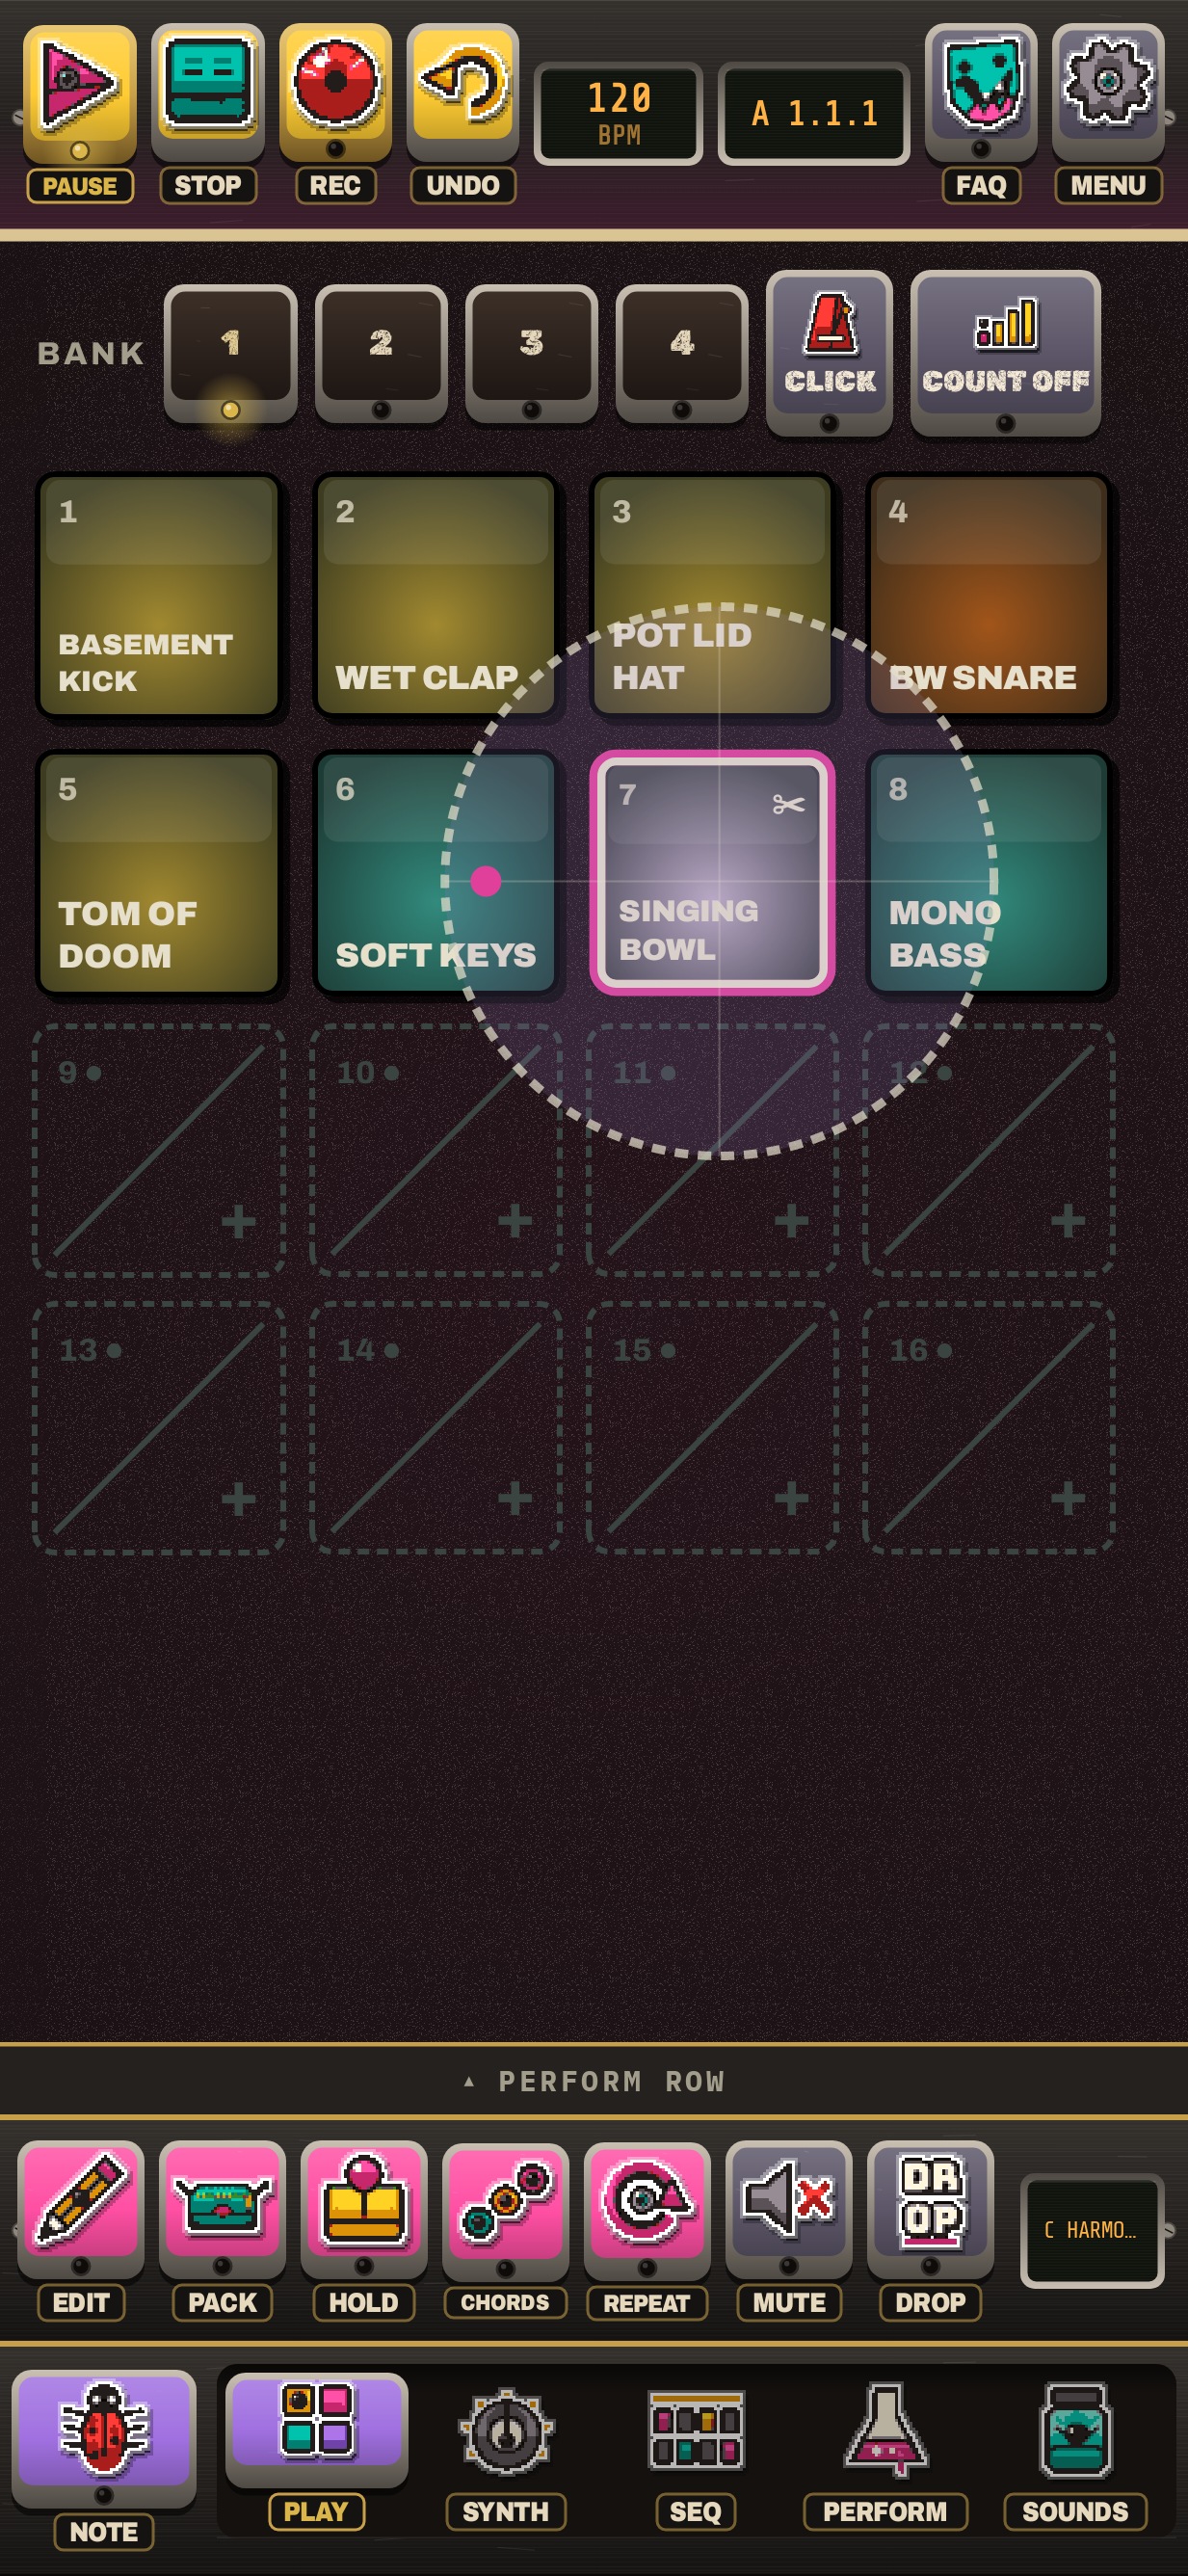 PAUSE
STOP
REC
UNDO
120
BPM
A 1.1.1
FAQ
MENU
BANK
1
2
3
4
CLICK
COUNT OFF
1
BASEMENT
KICK
2
WET CLAP
3
POT LID
HAT
4
BW SNARE
5
TOM OF
DOOM
6
SOFT KEYS
7
SINGING
BOWL
8
MONO
BASS
9
10
11
12
13
14
15
16
▲ PERFORM ROW
EDIT
PACK
HOLD
CHORDS
REPEAT
MUTE
DR
OP
DROP
C HARMO…
NOTE
PLAY
SYNTH
SEQ
PERFORM
SOUNDS